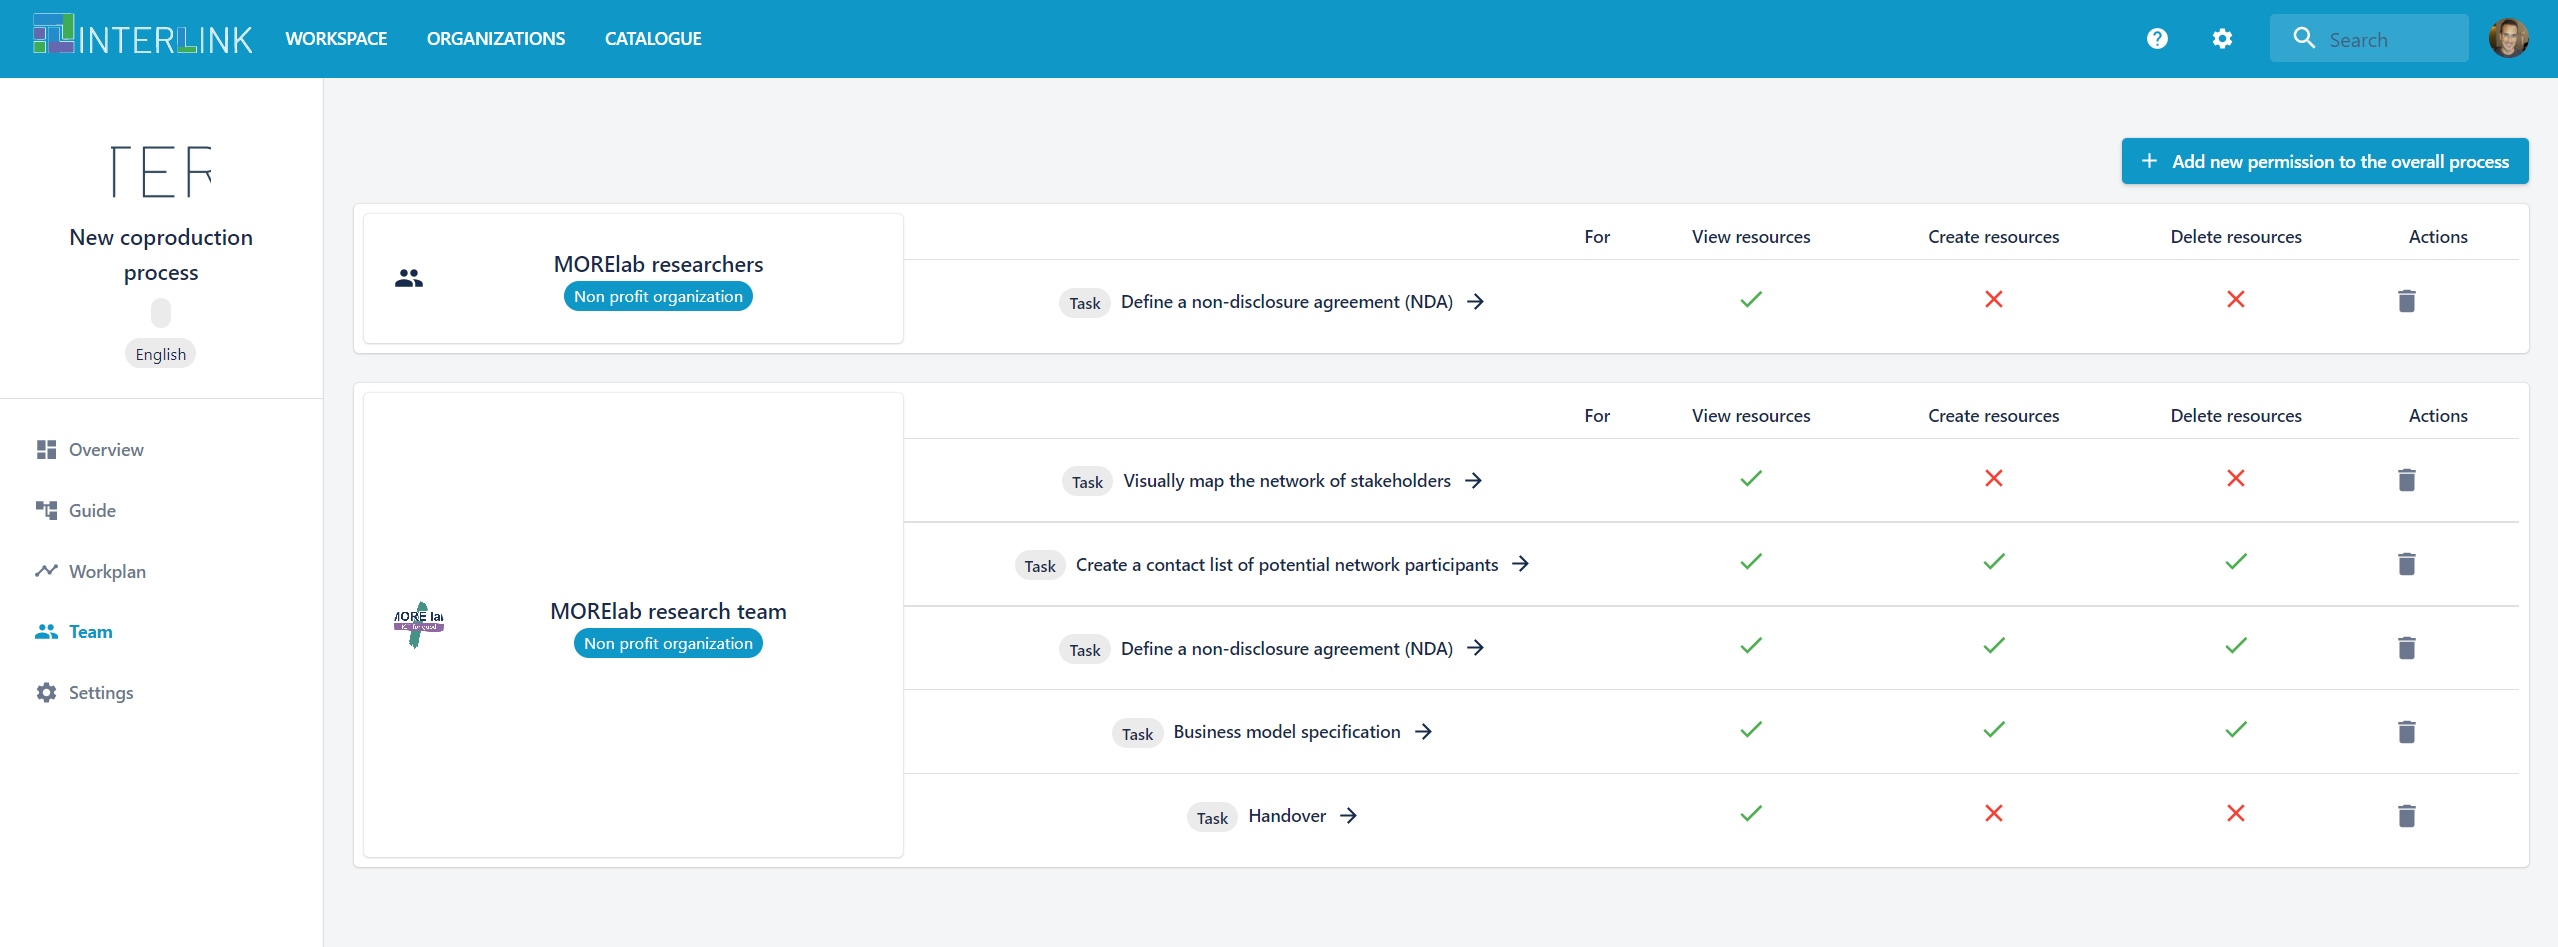 INTERLINK WORKSPACE ORGANIZATIONS CATALOGUE Search
TER
New coproduction
process
English
Overview
Guide
Workplan
Team
Settings
Add new permission to the overall process
MORElab researchers
Non profit organization
For View resources Create resources Delete resources Actions
Task Define a non-disclosure agreement (NDA)
MORElab research team
Non profit organization
For View resources Create resources Delete resources Actions
Task Visually map the network of stakeholders
Task Create a contact list of potential network participants
Task Define a non-disclosure agreement (NDA)
Task Business model specification
Task Handover